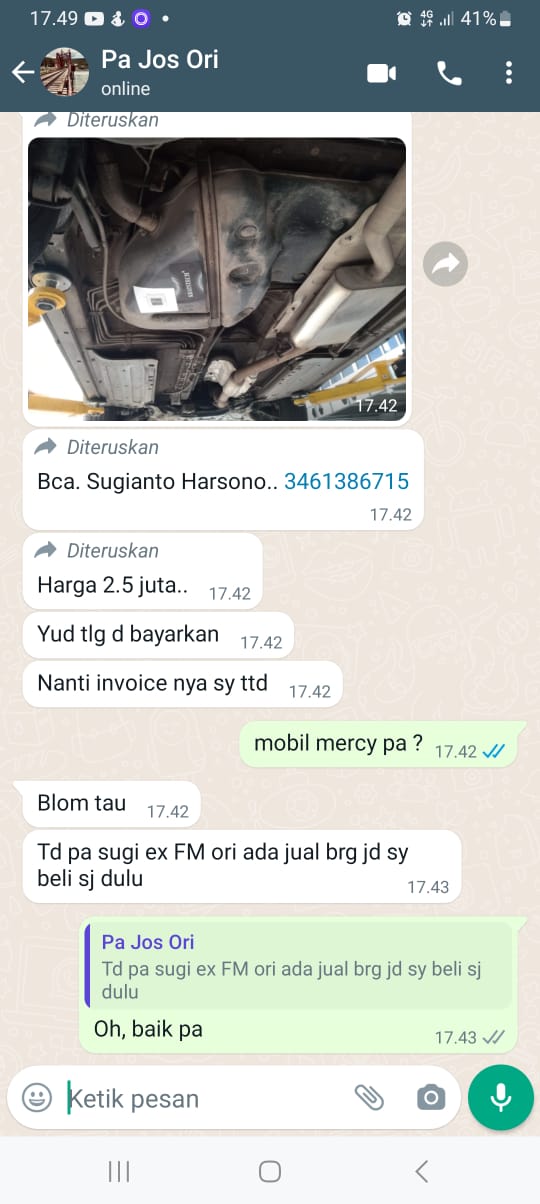 17.49
4G
41%
Pa Jos Ori
online
Diteruskan
17.42
Diteruskan
Bca. Sugianto Harsono.. 3461386715
17.42
Diteruskan
Harga 2.5 juta..
17.42
Yud tlg d bayarkan
17.42
Nanti invoice nya sy ttd
17.42
mobil mercy pa ?
17.42
Blom tau
17.42
Td pa sugi ex FM ori ada jual brg jd sy
beli sj dulu
17.43
Pa Jos Ori
Td pa sugi ex FM ori ada jual brg jd sy beli sj
dulu
Oh, baik pa
17.43
Ketik pesan